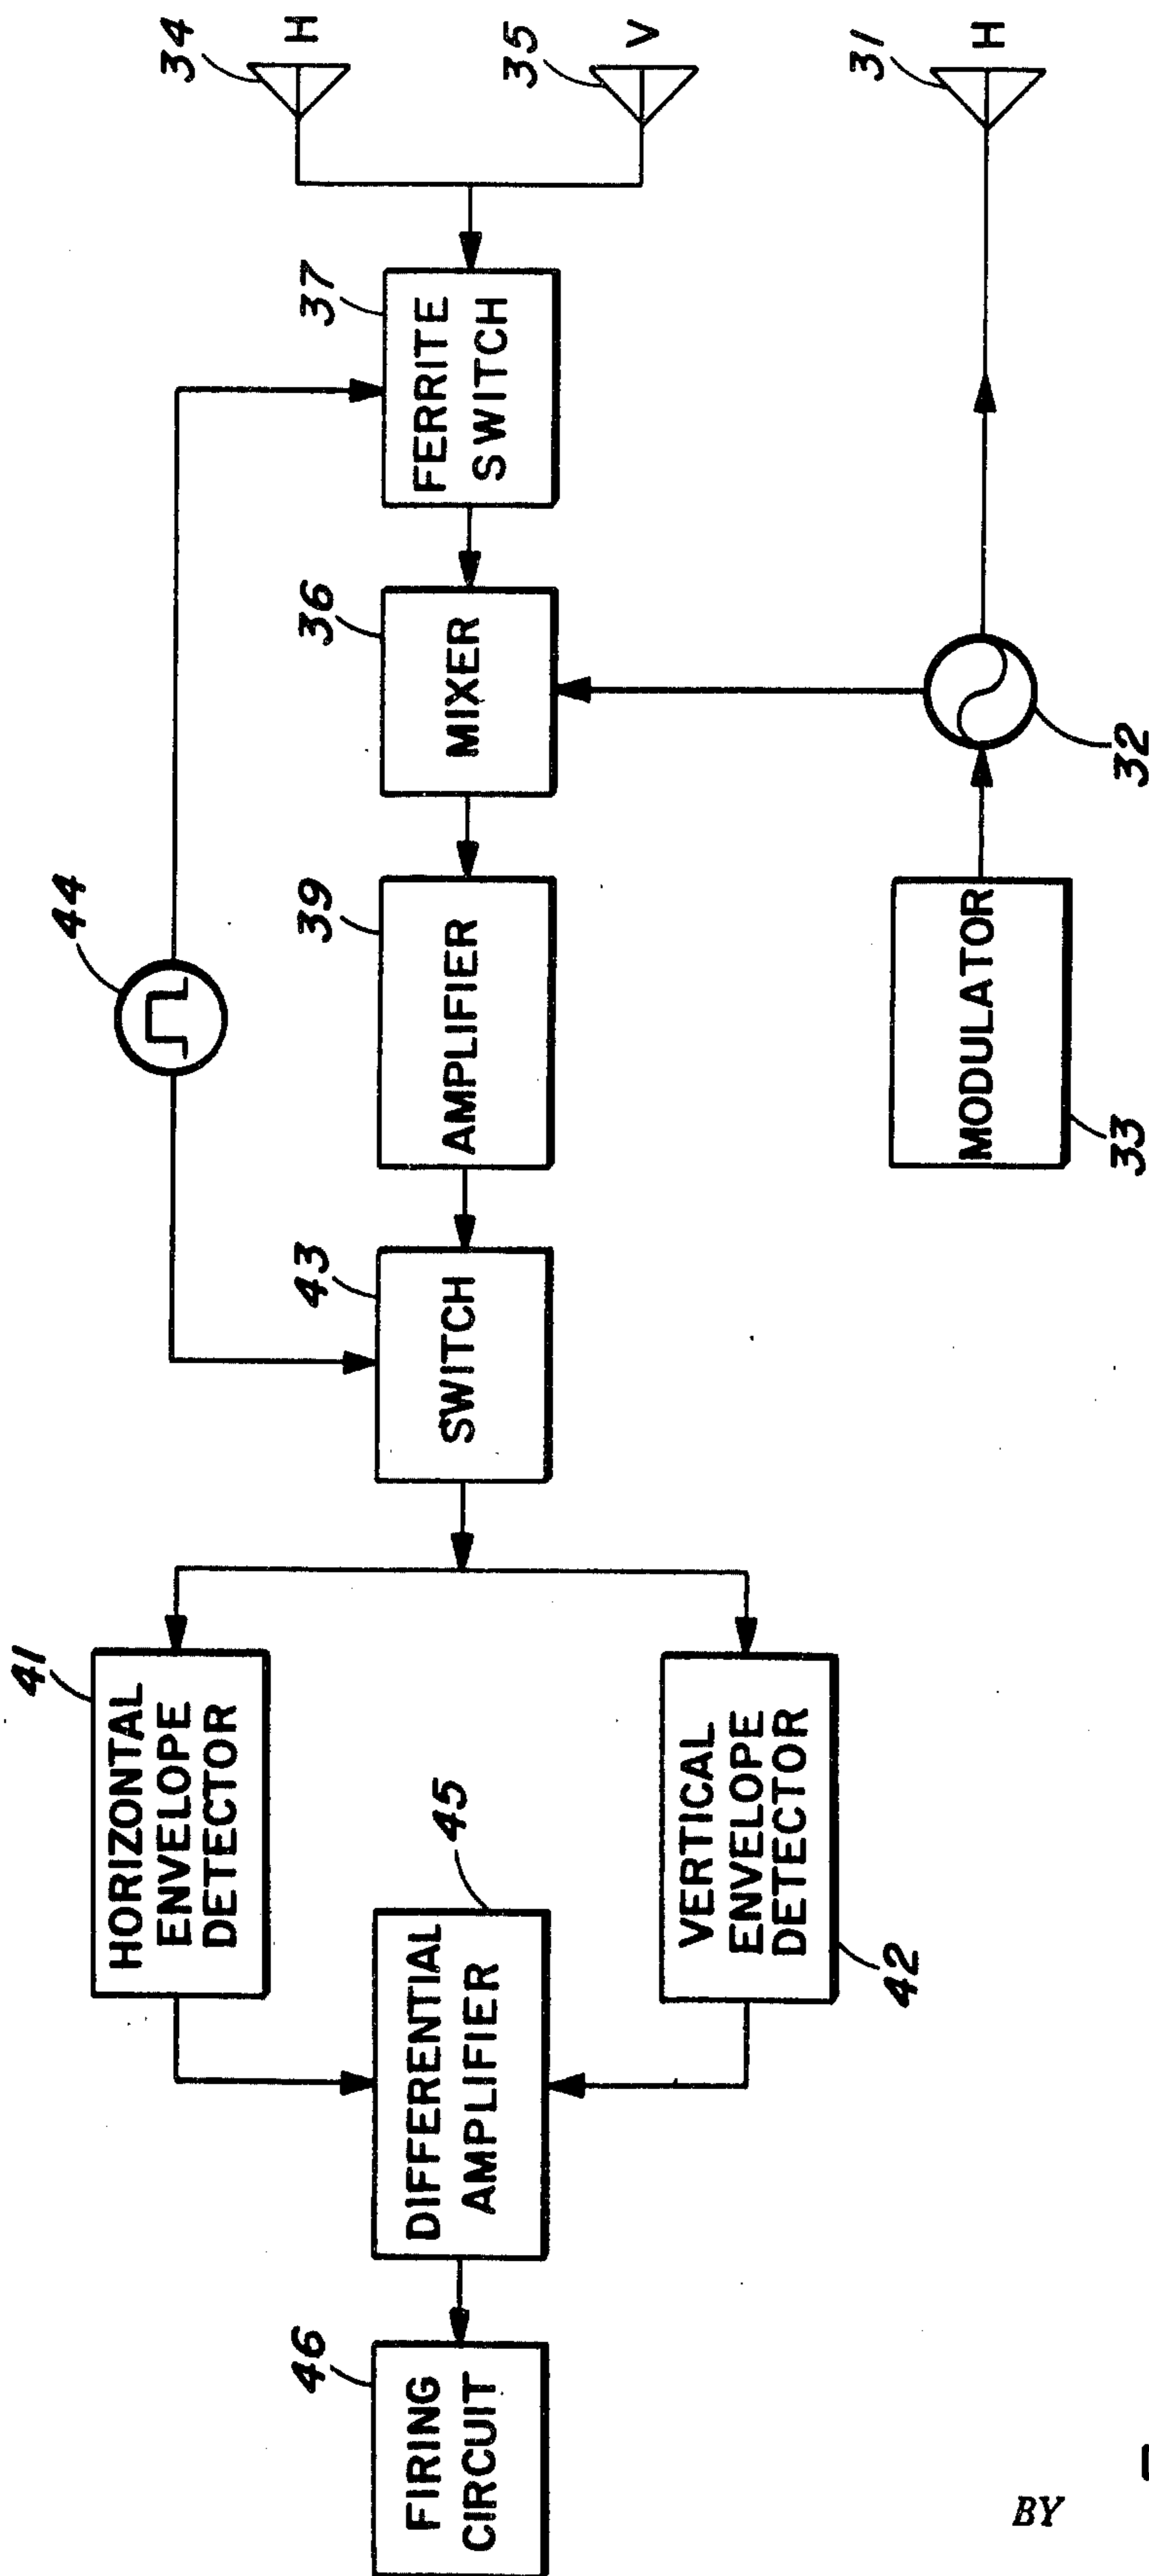 34
H
35
V
31
H
37
FERRITE
SWITCH
36
MIXER
32
44
39
AMPLIFIER
MODULATOR
33
43
SWITCH
41
HORIZONTAL
ENVELOPE
DETECTOR
VERTICAL
ENVELOPE
DETECTOR
42
45
DIFFERENTIAL
AMPLIFIER
46
FIRING
CIRCUIT
BY